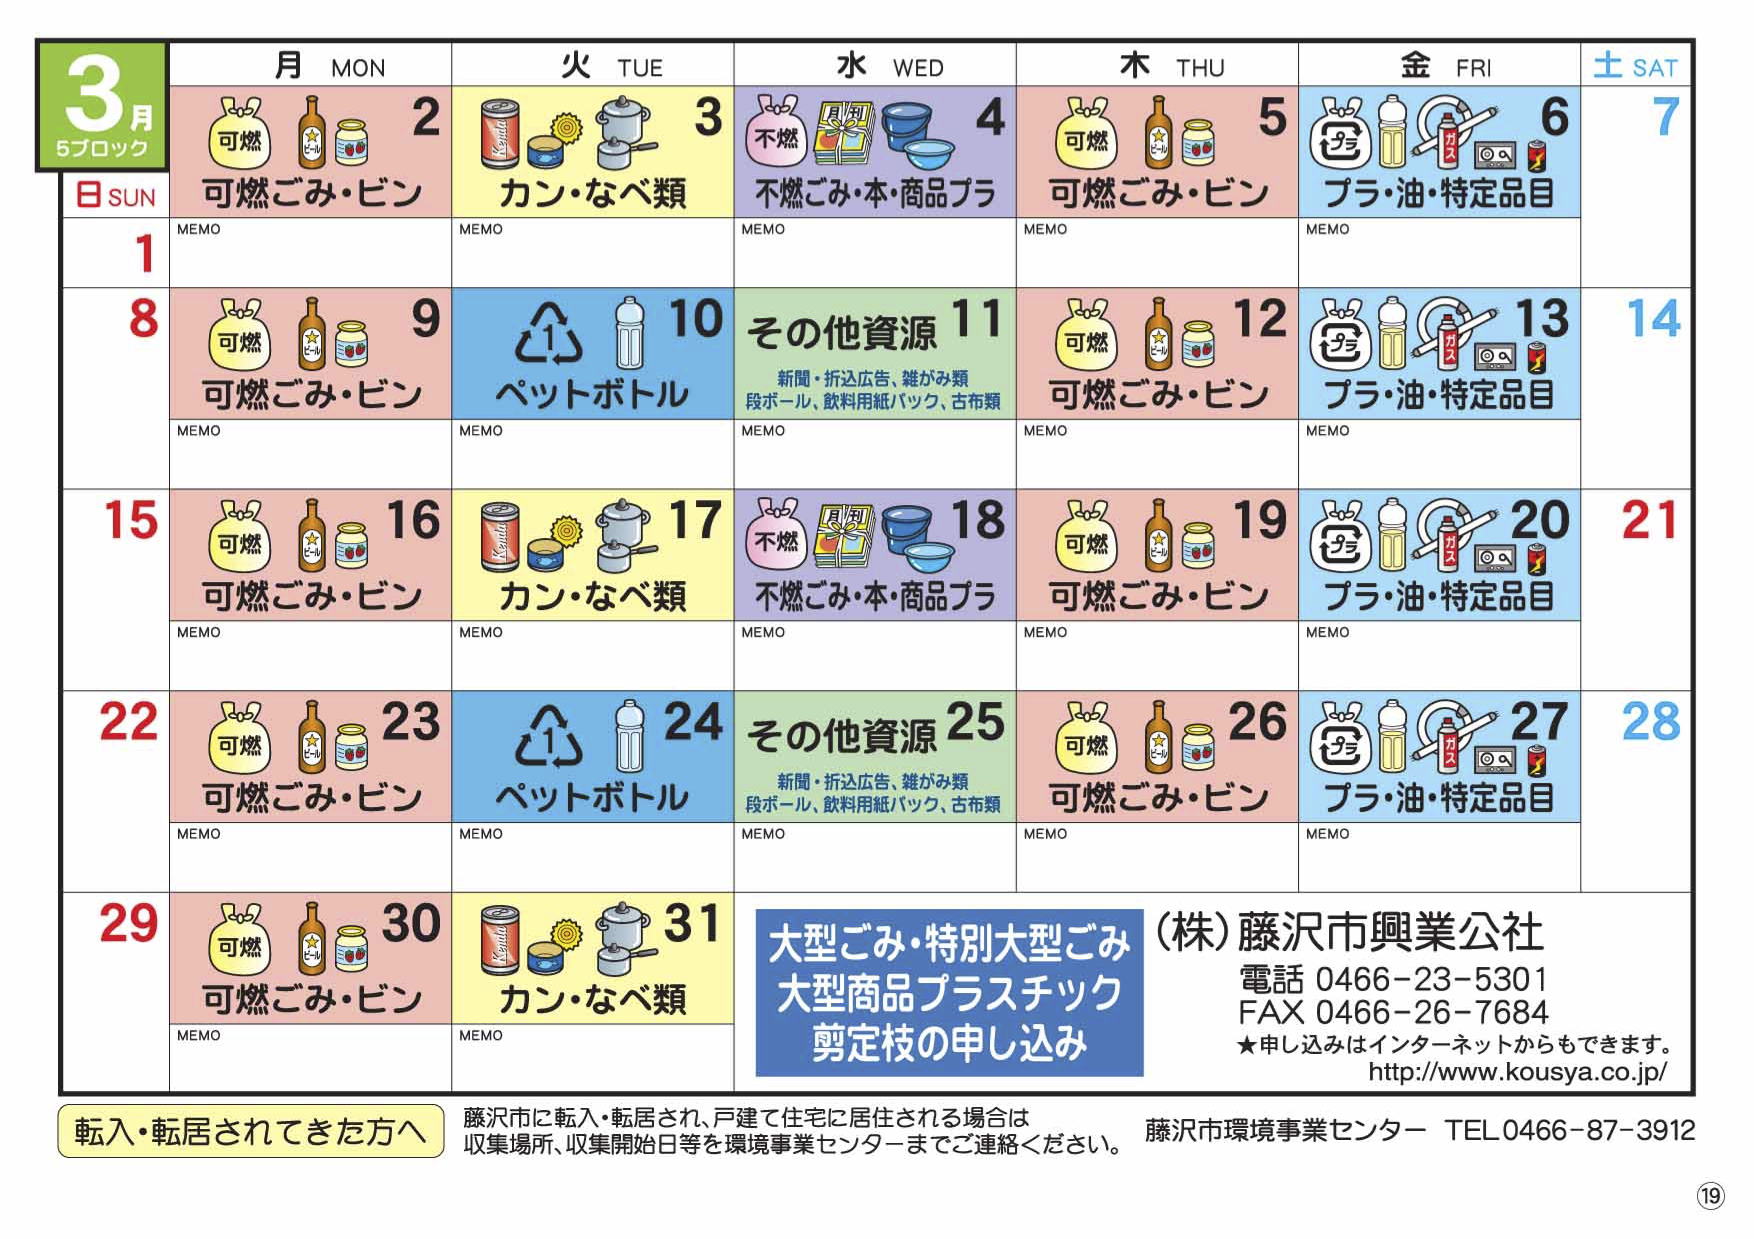 3月
5ブロック
月 MON
火 TUE
水 WED
木 THU
金 FRI
土 SAT
日 SUN
1
可燃 ビール 2
可燃ごみ・ビン
MEMO
3
カン・なべ類
MEMO
不燃 月刊 4
不燃ごみ・本・商品プラ
MEMO
可燃 ビール 5
可燃ごみ・ビン
MEMO
プラ ガス 6
プラ・油・特定品目
MEMO
7
8
可燃 ビール 9
可燃ごみ・ビン
MEMO
1 10
ペットボトル
MEMO
その他資源 11
新聞・折込広告、雑がみ類
段ボール、飲料用紙パック、古布類
MEMO
可燃 ビール 12
可燃ごみ・ビン
MEMO
プラ ガス 13
プラ・油・特定品目
MEMO
14
15
可燃 ビール 16
可燃ごみ・ビン
MEMO
17
カン・なべ類
MEMO
不燃 月刊 18
不燃ごみ・本・商品プラ
MEMO
可燃 ビール 19
可燃ごみ・ビン
MEMO
プラ ガス 20
プラ・油・特定品目
MEMO
21
22
可燃 ビール 23
可燃ごみ・ビン
MEMO
1 24
ペットボトル
MEMO
その他資源 25
新聞・折込広告、雑がみ類
段ボール、飲料用紙パック、古布類
MEMO
可燃 ビール 26
可燃ごみ・ビン
MEMO
プラ ガス 27
プラ・油・特定品目
MEMO
28
29
可燃 ビール 30
可燃ごみ・ビン
MEMO
31
カン・なべ類
MEMO
大型ごみ・特別大型ごみ
大型商品プラスチック
剪定枝の申し込み
(株)藤沢市興業公社
電話 0466-23-5301
FAX 0466-26-7684
★申し込みはインターネットからもできます。
http://www.kousya.co.jp/
転入・転居されてきた方へ
藤沢市に転入・転居され、戸建て住宅に居住される場合は
収集場所、収集開始日等を環境事業センターまでご連絡ください。
藤沢市環境事業センター TEL0466-87-3912
⑲